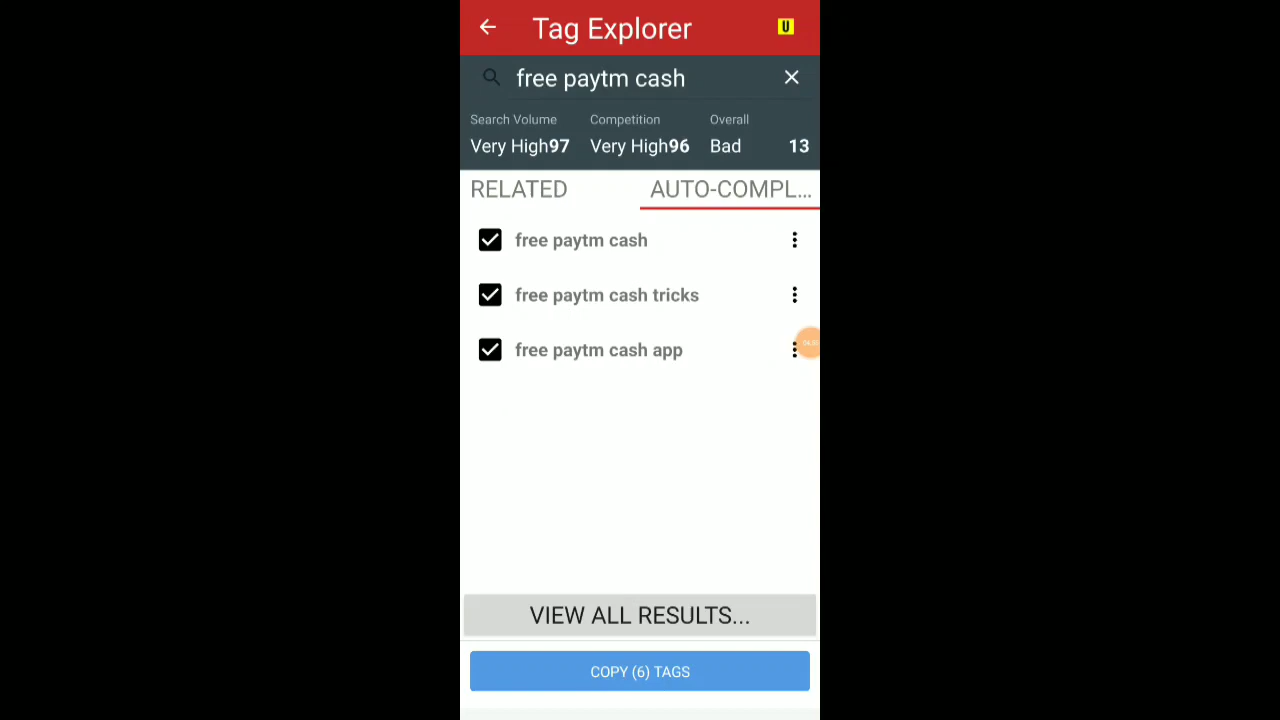 Tag Explorer
U
free paytm cash
Search Volume Competition Overall
Very High97 Very High96 Bad 13
RELATED AUTO-COMPL...
free paytm cash
free paytm cash tricks
free paytm cash app
VIEW ALL RESULTS...
COPY (6) TAGS